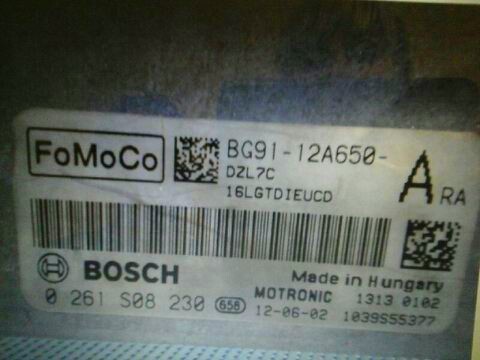 FoMoCo
BG91-12A650-
A RA
DZL7C
16LGTDIEUCD
BOSCH
Made in Hungary
0 261 S08 230 658
MOTRONIC 1313 0102
12-06-02 1039S55377